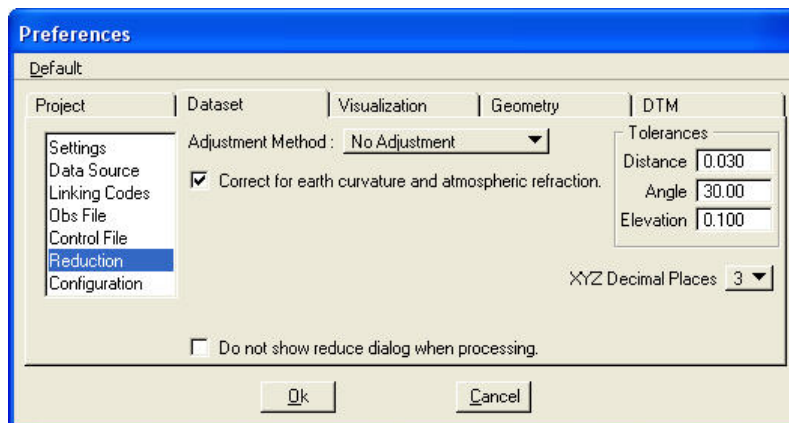 Preferences
Default
Project
Dataset
Visualization
Geometry
DTM
Settings
Data Source
Linking Codes
Obs File
Control File
Reduction
Configuration
Adjustment Method : No Adjustment
Correct for earth curvature and atmospheric refraction.
Tolerances
Distance 0.030
Angle 30.00
Elevation 0.100
XYZ Decimal Places 3
Do not show reduce dialog when processing.
Ok
Cancel